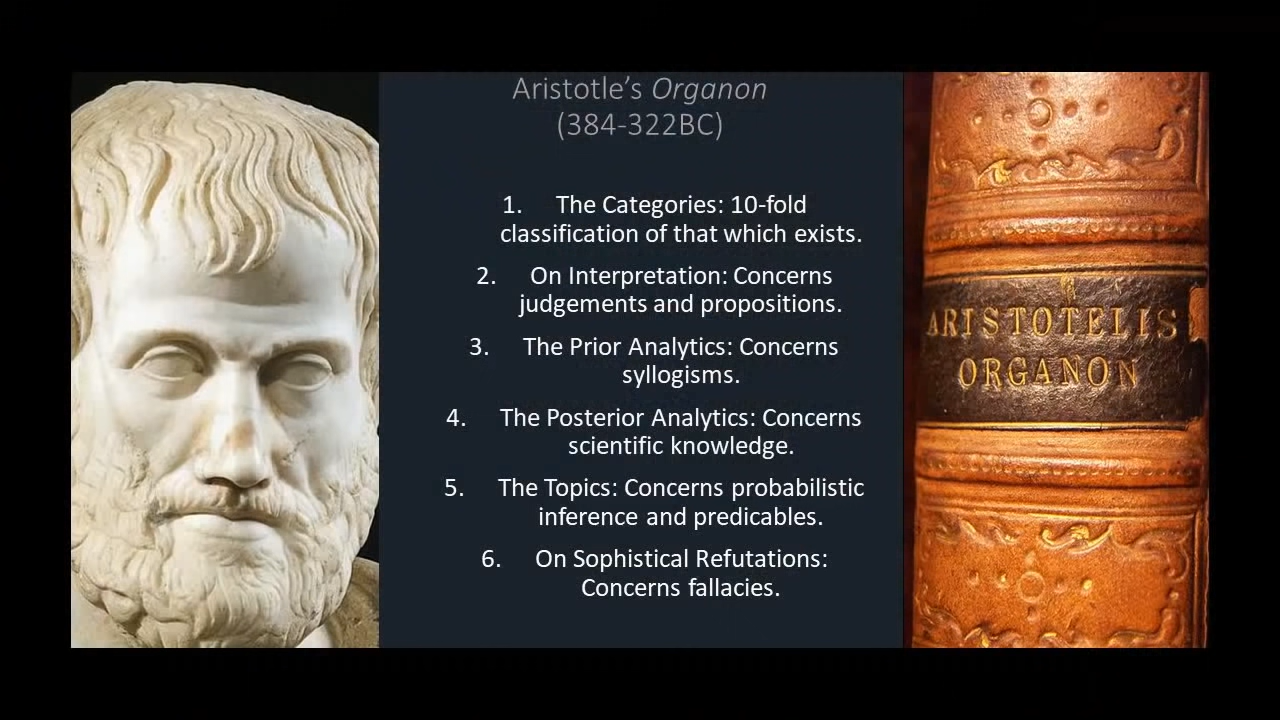 Aristotle's Organon
(384-322BC)
1. The Categories: 10-fold
classification of that which exists.
2. On Interpretation: Concerns
judgements and propositions.
3. The Prior Analytics: Concerns
syllogisms.
4. The Posterior Analytics: Concerns
scientific knowledge.
5. The Topics: Concerns probabilistic
inference and predicables.
6. On Sophistical Refutations:
Concerns fallacies.
ARISTOTELIS
ORGANON